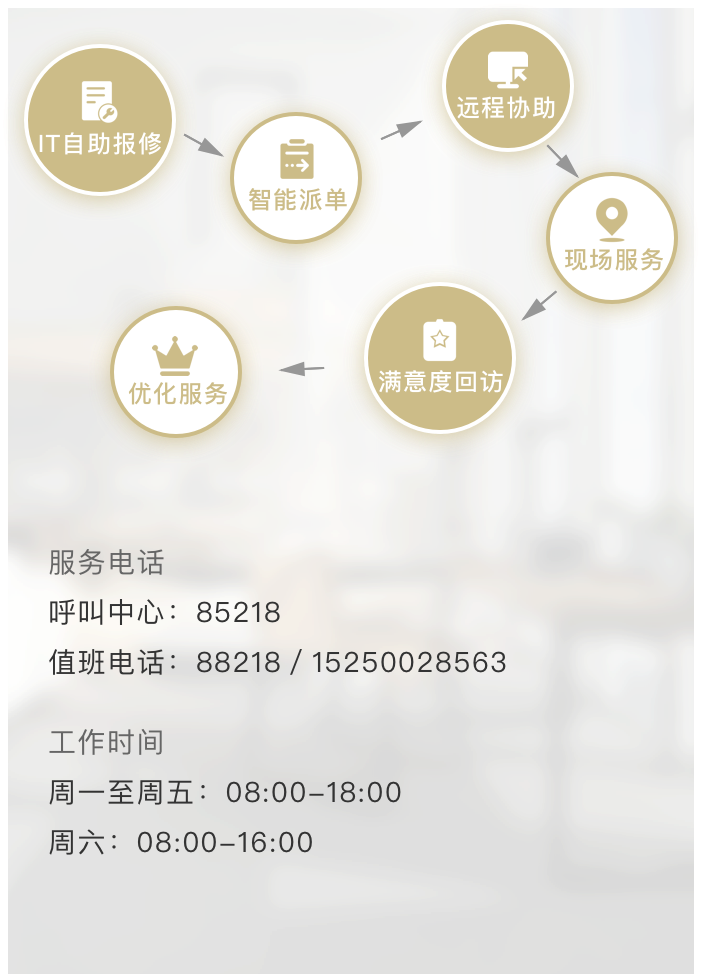 IT自助报修
智能派单
远程协助
现场服务
满意度回访
优化服务
服务电话
呼叫中心：85218
值班电话：88218 / 15250028563
工作时间
周一至周五：08:00–18:00
周六：08:00–16:00